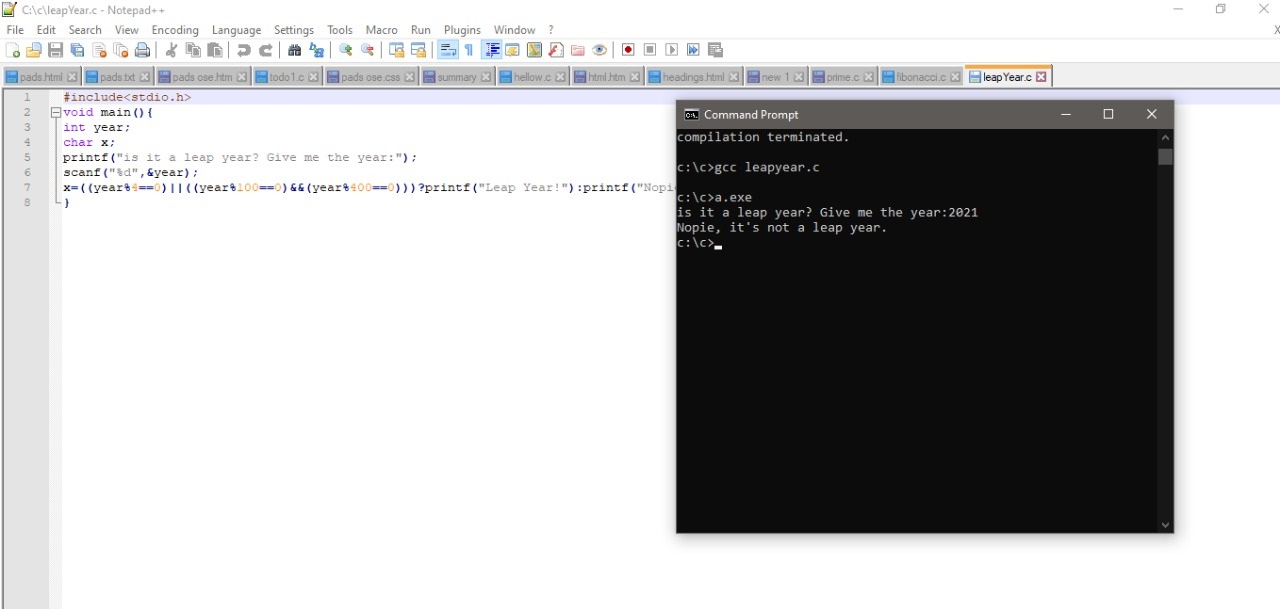 C:\c\leapYear.c - Notepad++
File Edit Search View Encoding Language Settings Tools Macro Run Plugins Window ? X
pads.html pads.txt pads ose.htm todo1.c pads ose.css summary hellow.c html.htm headings.html new 1 prime.c fibonacci.c leapYear.c
1 #include<stdio.h>
2 void main(){
3 int year;
4 char x;
5 printf("is it a leap year? Give me the year:");
6 scanf("%d",&year);
7 x=((year%4==0)||((year%100==0)&&(year%400==0)))?printf("Leap Year!"):printf("Nopi
8 }
Command Prompt
compilation terminated.
c:\c>gcc leapyear.c
c:\c>a.exe
is it a leap year? Give me the year:2021
Nopie, it's not a leap year.
c:\c>